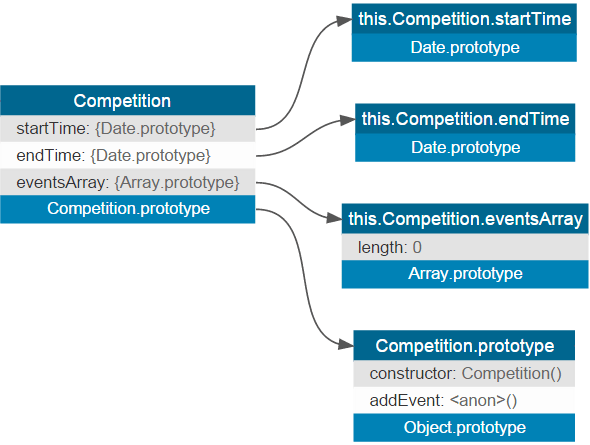 Competition
startTime: {Date.prototype}
endTime: {Date.prototype}
eventsArray: {Array.prototype}
Competition.prototype
this.Competition.startTime
Date.prototype
this.Competition.endTime
Date.prototype
this.Competition.eventsArray
length: 0
Array.prototype
Competition.prototype
constructor: Competition()
addEvent: <anon>()
Object.prototype